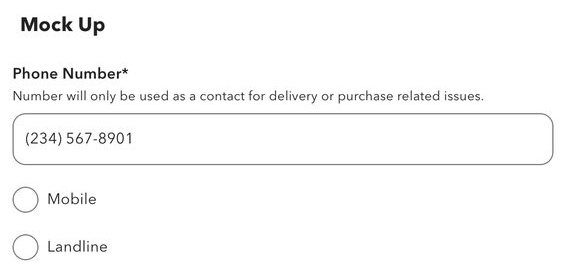 Mock Up
Phone Number*
Number will only be used as a contact for delivery or purchase related issues.
(234) 567-8901
Mobile
Landline